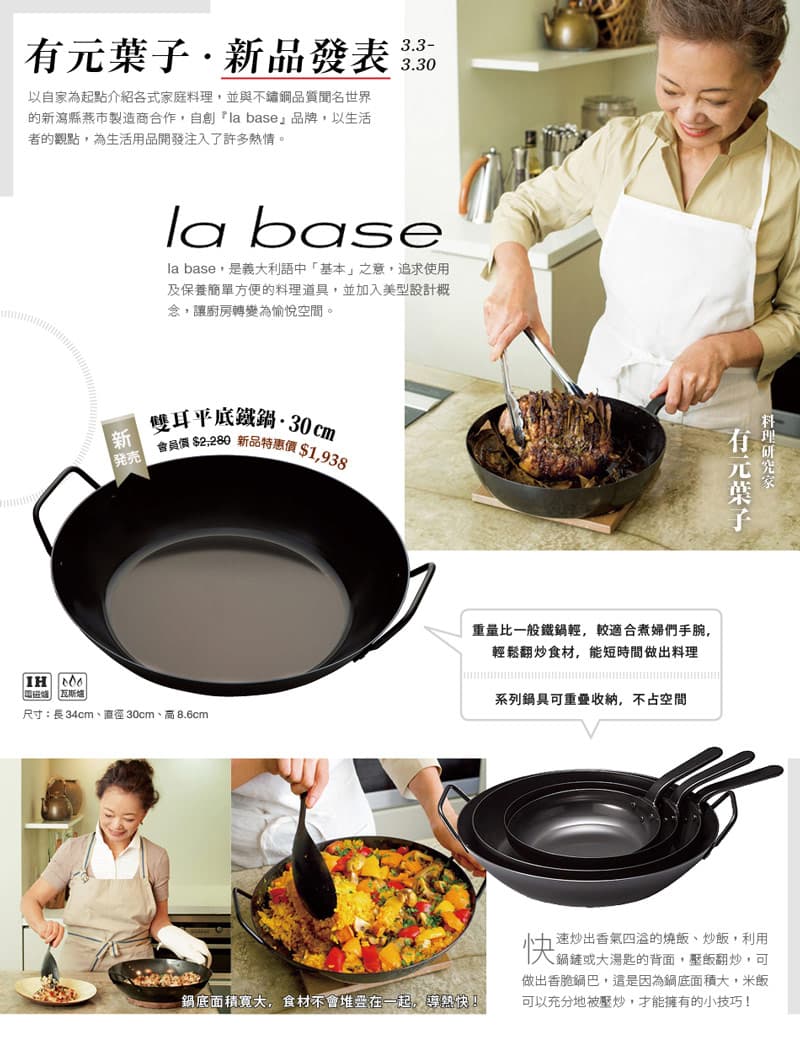 有元葉子・新品發表 3.3-
3.30
以自家為起點介紹各式家庭料理，並與不鏽鋼品質聞名世界
的新瀉縣燕市製造商合作，自創『la base』品牌，以生活
者的觀點，為生活用品開發注入了許多熱情。
la base
la base，是義大利語中「基本」之意，追求使用
及保養簡單方便的料理道具，並加入美型設計概
念，讓廚房轉變為愉悅空間。
料理研究家
有元葉子
新
発売
雙耳平底鐵鍋・30cm
會員價 $2,280 新品特惠價 $1,938
重量比一般鐵鍋輕，較適合煮婦們手腕，
輕鬆翻炒食材，能短時間做出料理
系列鍋具可重疊收納，不占空間
IH
電磁爐
瓦斯爐
尺寸：長34cm、直徑30cm、高8.6cm
鍋底面積寬大，食材不會堆疊在一起，導熱快！
快速炒出香氣四溢的燒飯、炒飯，利用
鍋鏟或大湯匙的背面，壓飯翻炒，可
做出香脆鍋巴，這是因為鍋底面積大，米飯
可以充分地被壓炒，才能擁有的小技巧！